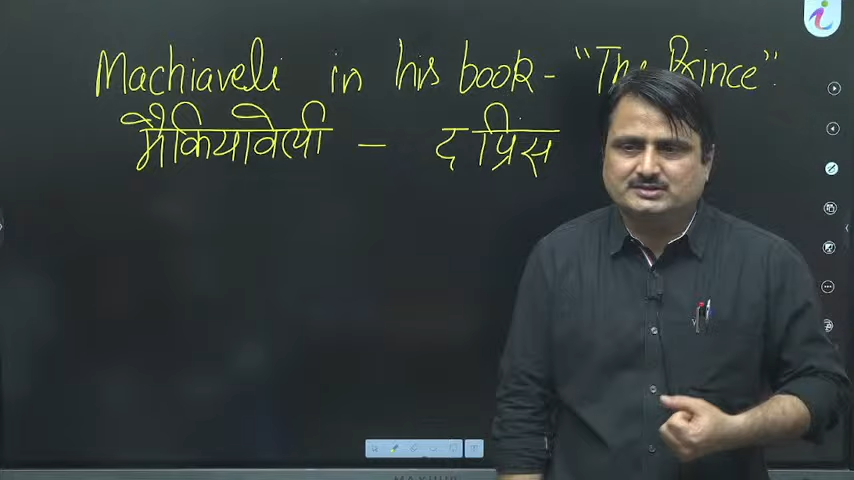 Machiaveli in his book - "The Prince".
मैकियावेली - द प्रिंस